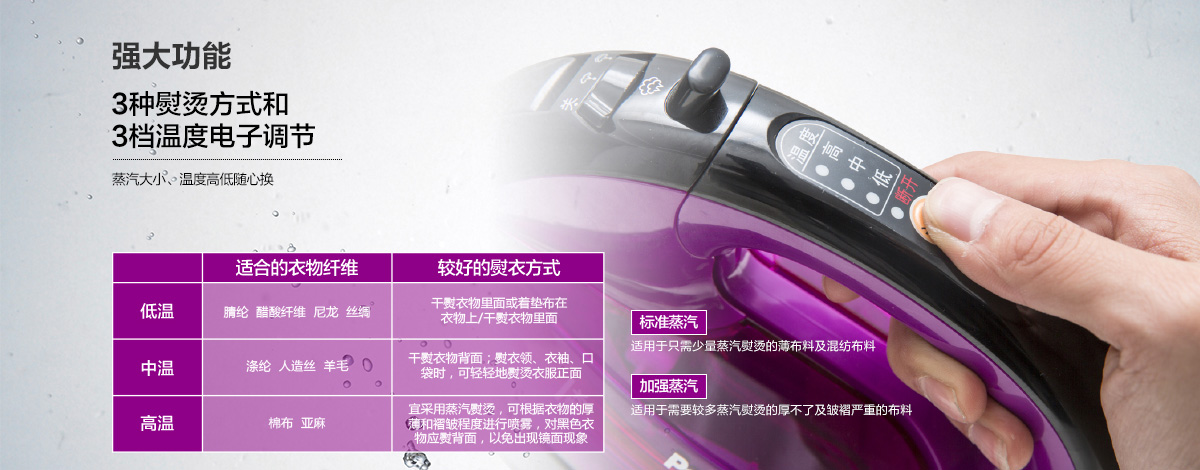 强大功能
3种熨烫方式和
3档温度电子调节
蒸汽大小、温度高低随心换
适合的衣物纤维 较好的熨衣方式
低温 腈纶 醋酸纤维 尼龙 丝绸 干熨衣物里面或着垫布在
衣物上/干熨衣物里面
中温 涤纶 人造丝 羊毛 干熨衣物背面；熨衣领、衣袖、口
袋时，可轻轻地熨烫衣服正面
高温 棉布 亚麻 宜采用蒸汽熨烫，可根据衣物的厚
薄和褶皱程度进行喷雾，对黑色衣
物应熨背面，以免出现镜面现象
标准蒸汽
适用于只需少量蒸汽熨烫的薄布料及混纺布料
加强蒸汽
适用于需要较多蒸汽熨烫的厚不了及皱褶严重的布料
关
温度
高
中
低
断开
P